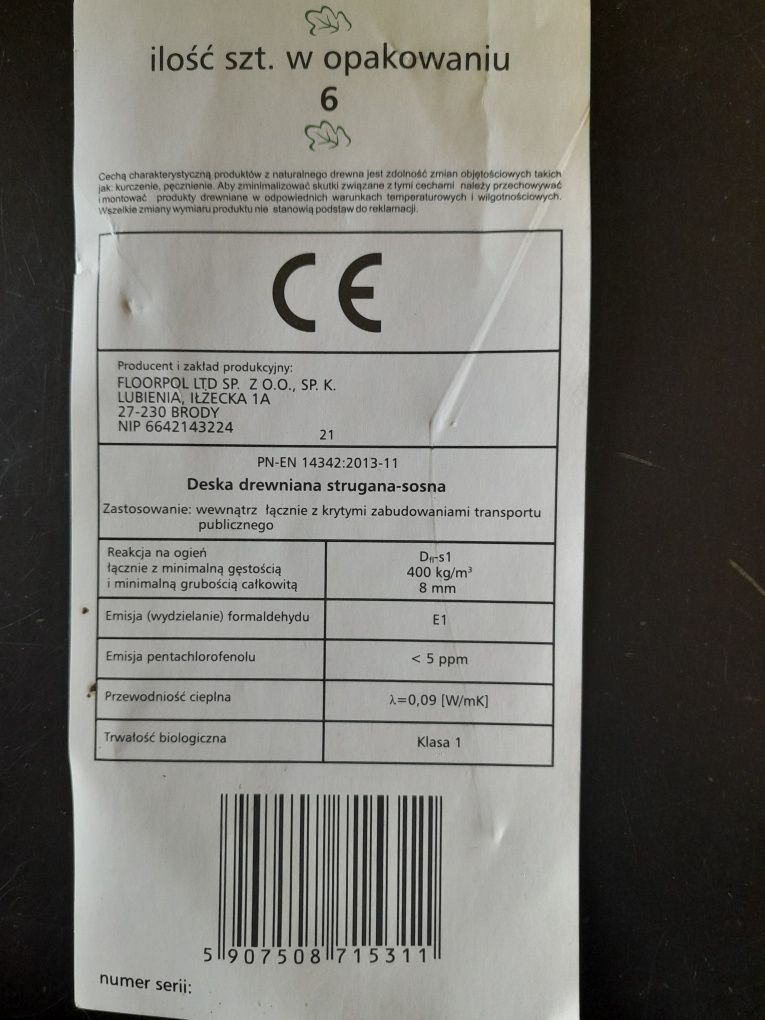 ilość szt. w opakowaniu
6
Cechą charakterystyczną produktów z naturalnego drewna jest zdolność zmian objętościowych takich
jak: kurczenie, pęcznienie. Aby zminimalizować skutki związane z tymi cechami należy przechowywać
i montować produkty drewniane w odpowiednich warunkach temperaturowych i wilgotnościowych.
Wszelkie zmiany wymiaru produktu nie stanowią podstaw do reklamacji.
CE
Producent i zakład produkcyjny:
FLOORPOL LTD SP. Z O.O., SP. K.
LUBIENIA, IŁŻECKA 1A
27-230 BRODY
NIP 6642143224
21
PN-EN 14342:2013-11
Deska drewniana strugana-sosna
Zastosowanie: wewnątrz łącznie z krytymi zabudowaniami transportu
publicznego
Reakcja na ogień
łącznie z minimalną gęstością
i minimalną grubością całkowitą
Dfl-s1
400 kg/m³
8 mm
Emisja (wydzielanie) formaldehydu
E1
Emisja pentachlorofenolu
< 5 ppm
Przewodniość cieplna
λ=0,09 [W/mK]
Trwałość biologiczna
Klasa 1
5 907508 715311
numer serii: